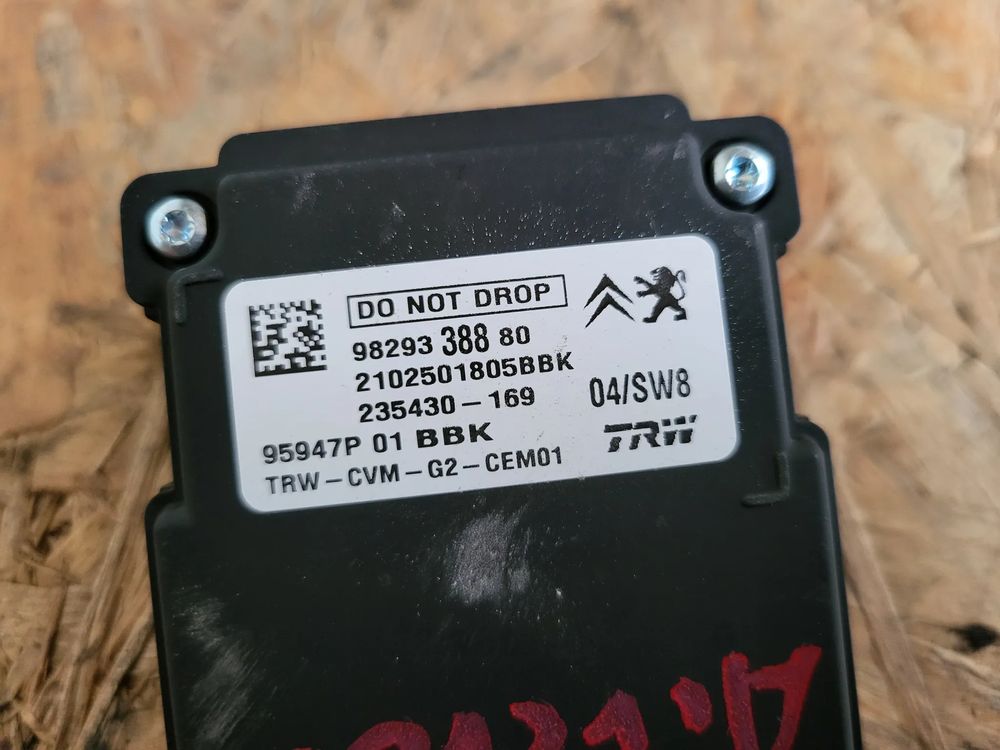 DO NOT DROP
98293 388 80
2102501805BBK
235430-169
04/SW8
95947P 01 BBK
TRW
TRW-CVM-G2-CEM01